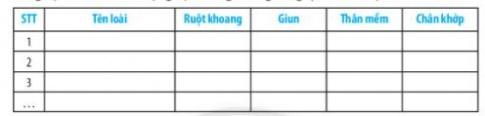 STT Tên loài Ruột khoang Giun Thân mềm Chân khớp
1
2
3
...